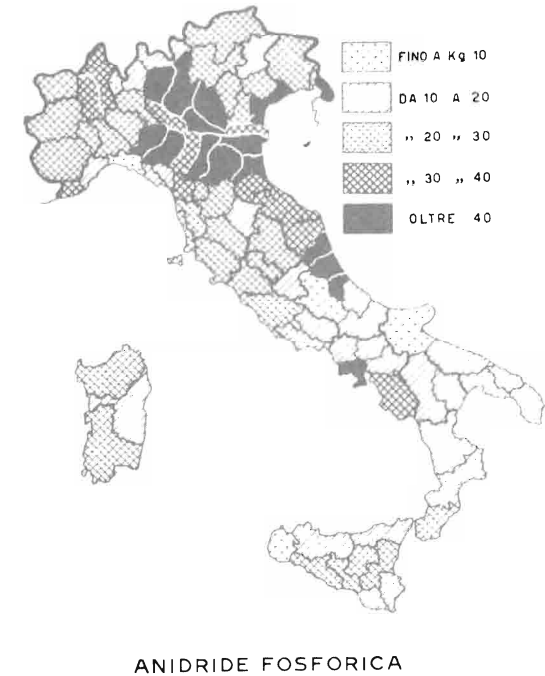 FINO A Kg 10
DA 10 A 20
,, 20 ,, 30
,, 30 ,, 40
OLTRE 40
ANIDRIDE FOSFORICA